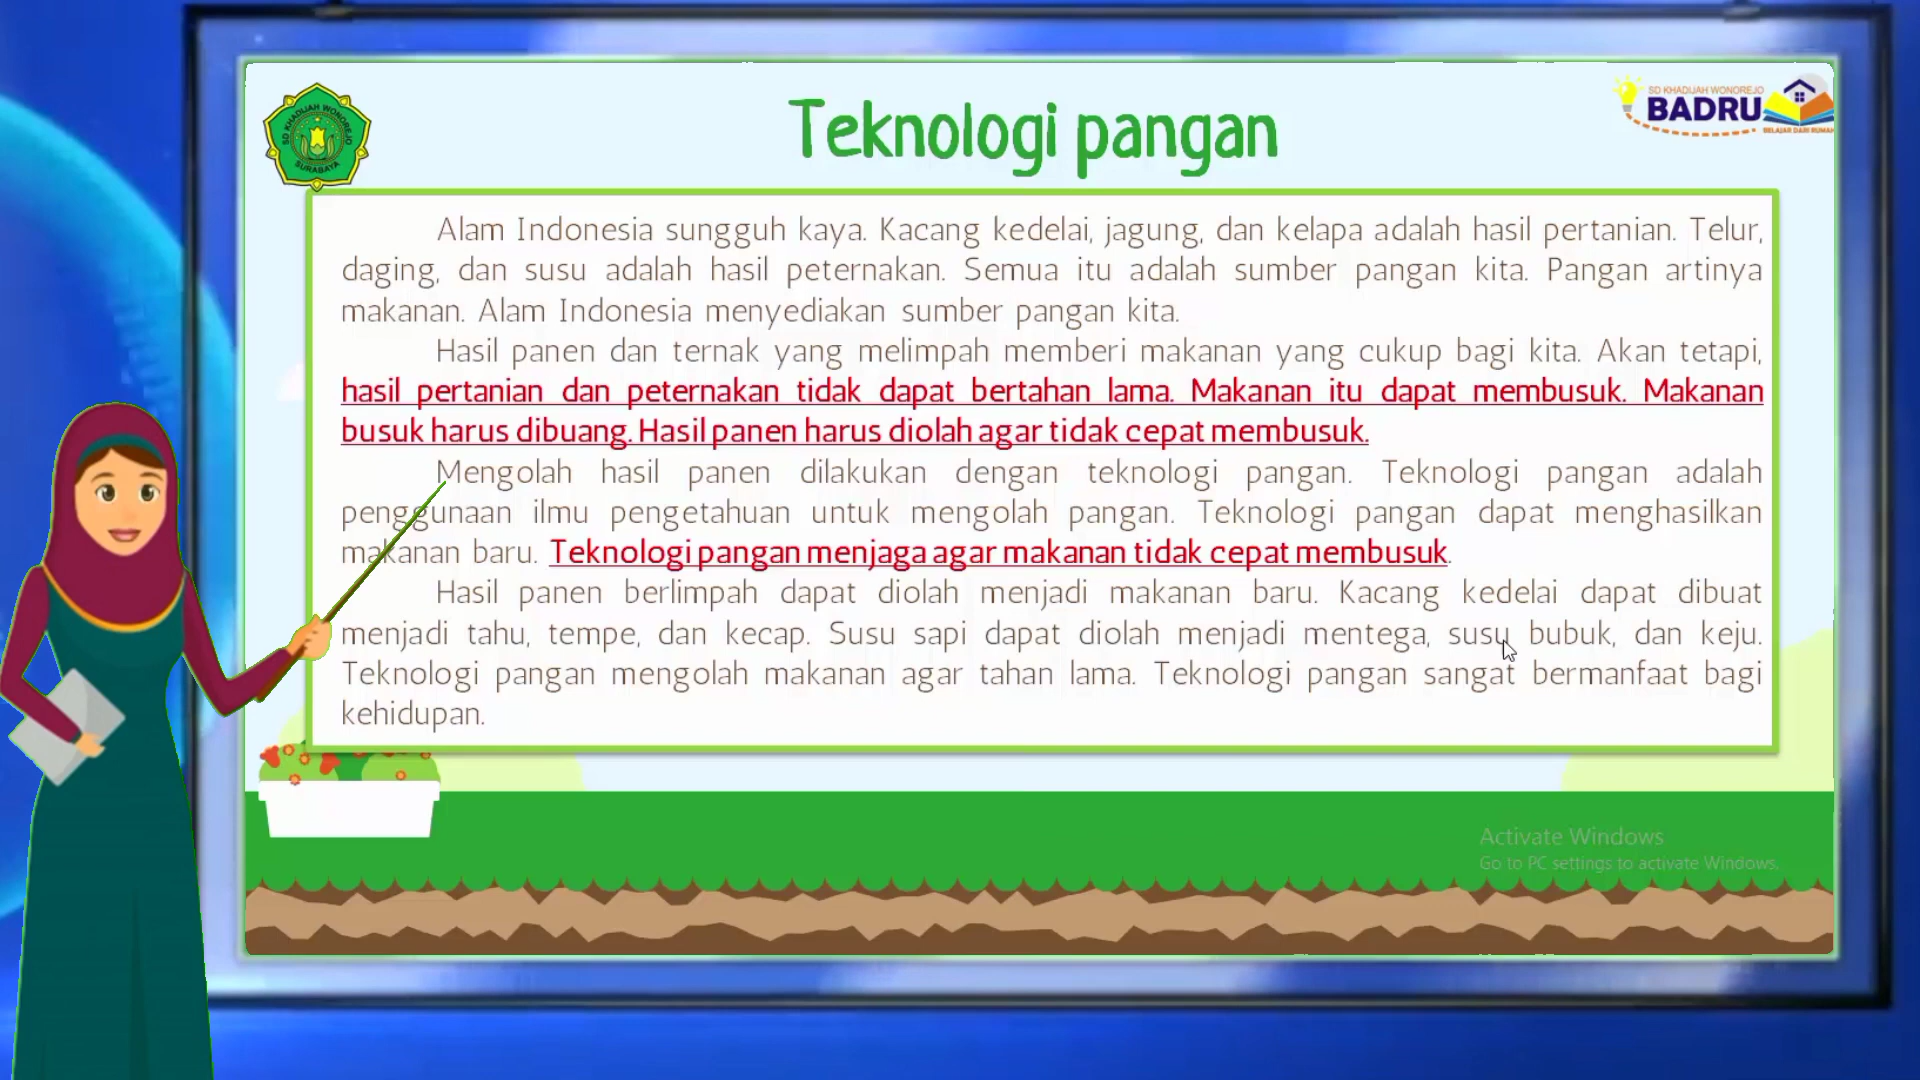 SD KHADIJAH WONOREJO
SURABAYA
Teknologi pangan
SD KHADIJAH WONOREJO
BADRU
BELAJAR DARI RUMAH
Alam Indonesia sungguh kaya. Kacang kedelai, jagung, dan kelapa adalah hasil pertanian. Telur,
daging, dan susu adalah hasil peternakan. Semua itu adalah sumber pangan kita. Pangan artinya
makanan. Alam Indonesia menyediakan sumber pangan kita.
Hasil panen dan ternak yang melimpah memberi makanan yang cukup bagi kita. Akan tetapi,
hasil pertanian dan peternakan tidak dapat bertahan lama. Makanan itu dapat membusuk. Makanan
busuk harus dibuang. Hasil panen harus diolah agar tidak cepat membusuk.
Mengolah hasil panen dilakukan dengan teknologi pangan. Teknologi pangan adalah
penggunaan ilmu pengetahuan untuk mengolah pangan. Teknologi pangan dapat menghasilkan
makanan baru. Teknologi pangan menjaga agar makanan tidak cepat membusuk.
Hasil panen berlimpah dapat diolah menjadi makanan baru. Kacang kedelai dapat dibuat
menjadi tahu, tempe, dan kecap. Susu sapi dapat diolah menjadi mentega, susu bubuk, dan keju.
Teknologi pangan mengolah makanan agar tahan lama. Teknologi pangan sangat bermanfaat bagi
kehidupan.
Activate Windows
Go to PC settings to activate Windows.